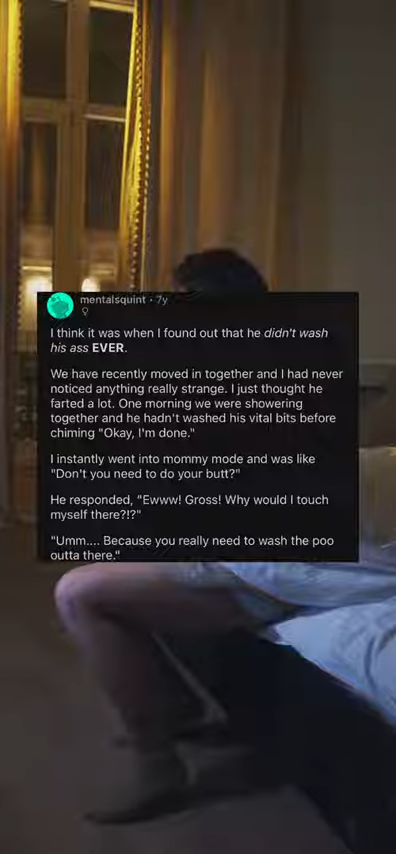 mentalsquint • 7y
I think it was when I found out that he didn't wash
his ass EVER.
We have recently moved in together and I had never
noticed anything really strange. I just thought he
farted a lot. One morning we were showering
together and he hadn't washed his vital bits before
chiming "Okay, I'm done."
I instantly went into mommy mode and was like
"Don't you need to do your butt?"
He responded, "Ewww! Gross! Why would I touch
myself there?!?"
"Umm.... Because you really need to wash the poo
outta there."